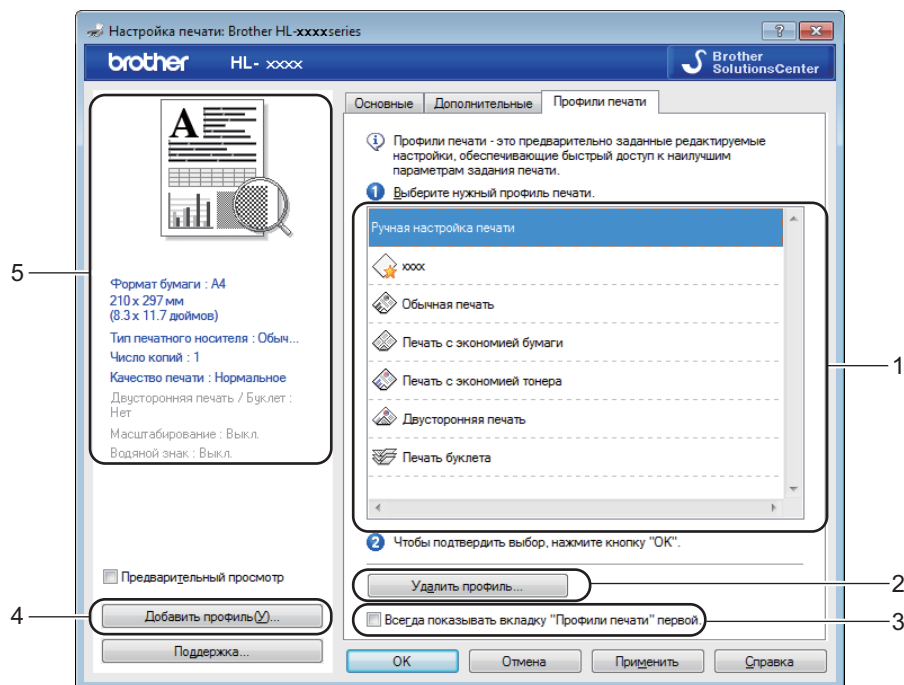 Настройка печати: Brother HL-xxxxseries
brother HL- xxxx
Brother
SolutionsCenter
A
Формат бумаги : A4
210 x 297 мм
(8.3 x 11.7 дюймов)
Тип печатного носителя : Обыч...
Число копий : 1
Качество печати : Нормальное
Двусторонняя печать / Буклет :
Нет
Масштабирование : Выкл.
Водяной знак : Выкл.
Предварительный просмотр
Добавить профиль(У)...
Поддержка...
Основные Дополнительные Профили печати
Профили печати - это предварительно заданные редактируемые
настройки, обеспечивающие быстрый доступ к наилучшим
параметрам задания печати.
1 Выберите нужный профиль печати.
Ручная настройка печати
xxxx
Обычная печать
Печать с экономией бумаги
Печать с экономией тонера
Двусторонняя печать
Печать буклета
2 Чтобы подтвердить выбор, нажмите кнопку "ОК".
Удалить профиль...
Всегда показывать вкладку "Профили печати" первой.
ОК Отмена Применить Справка
1
2
3
4
5